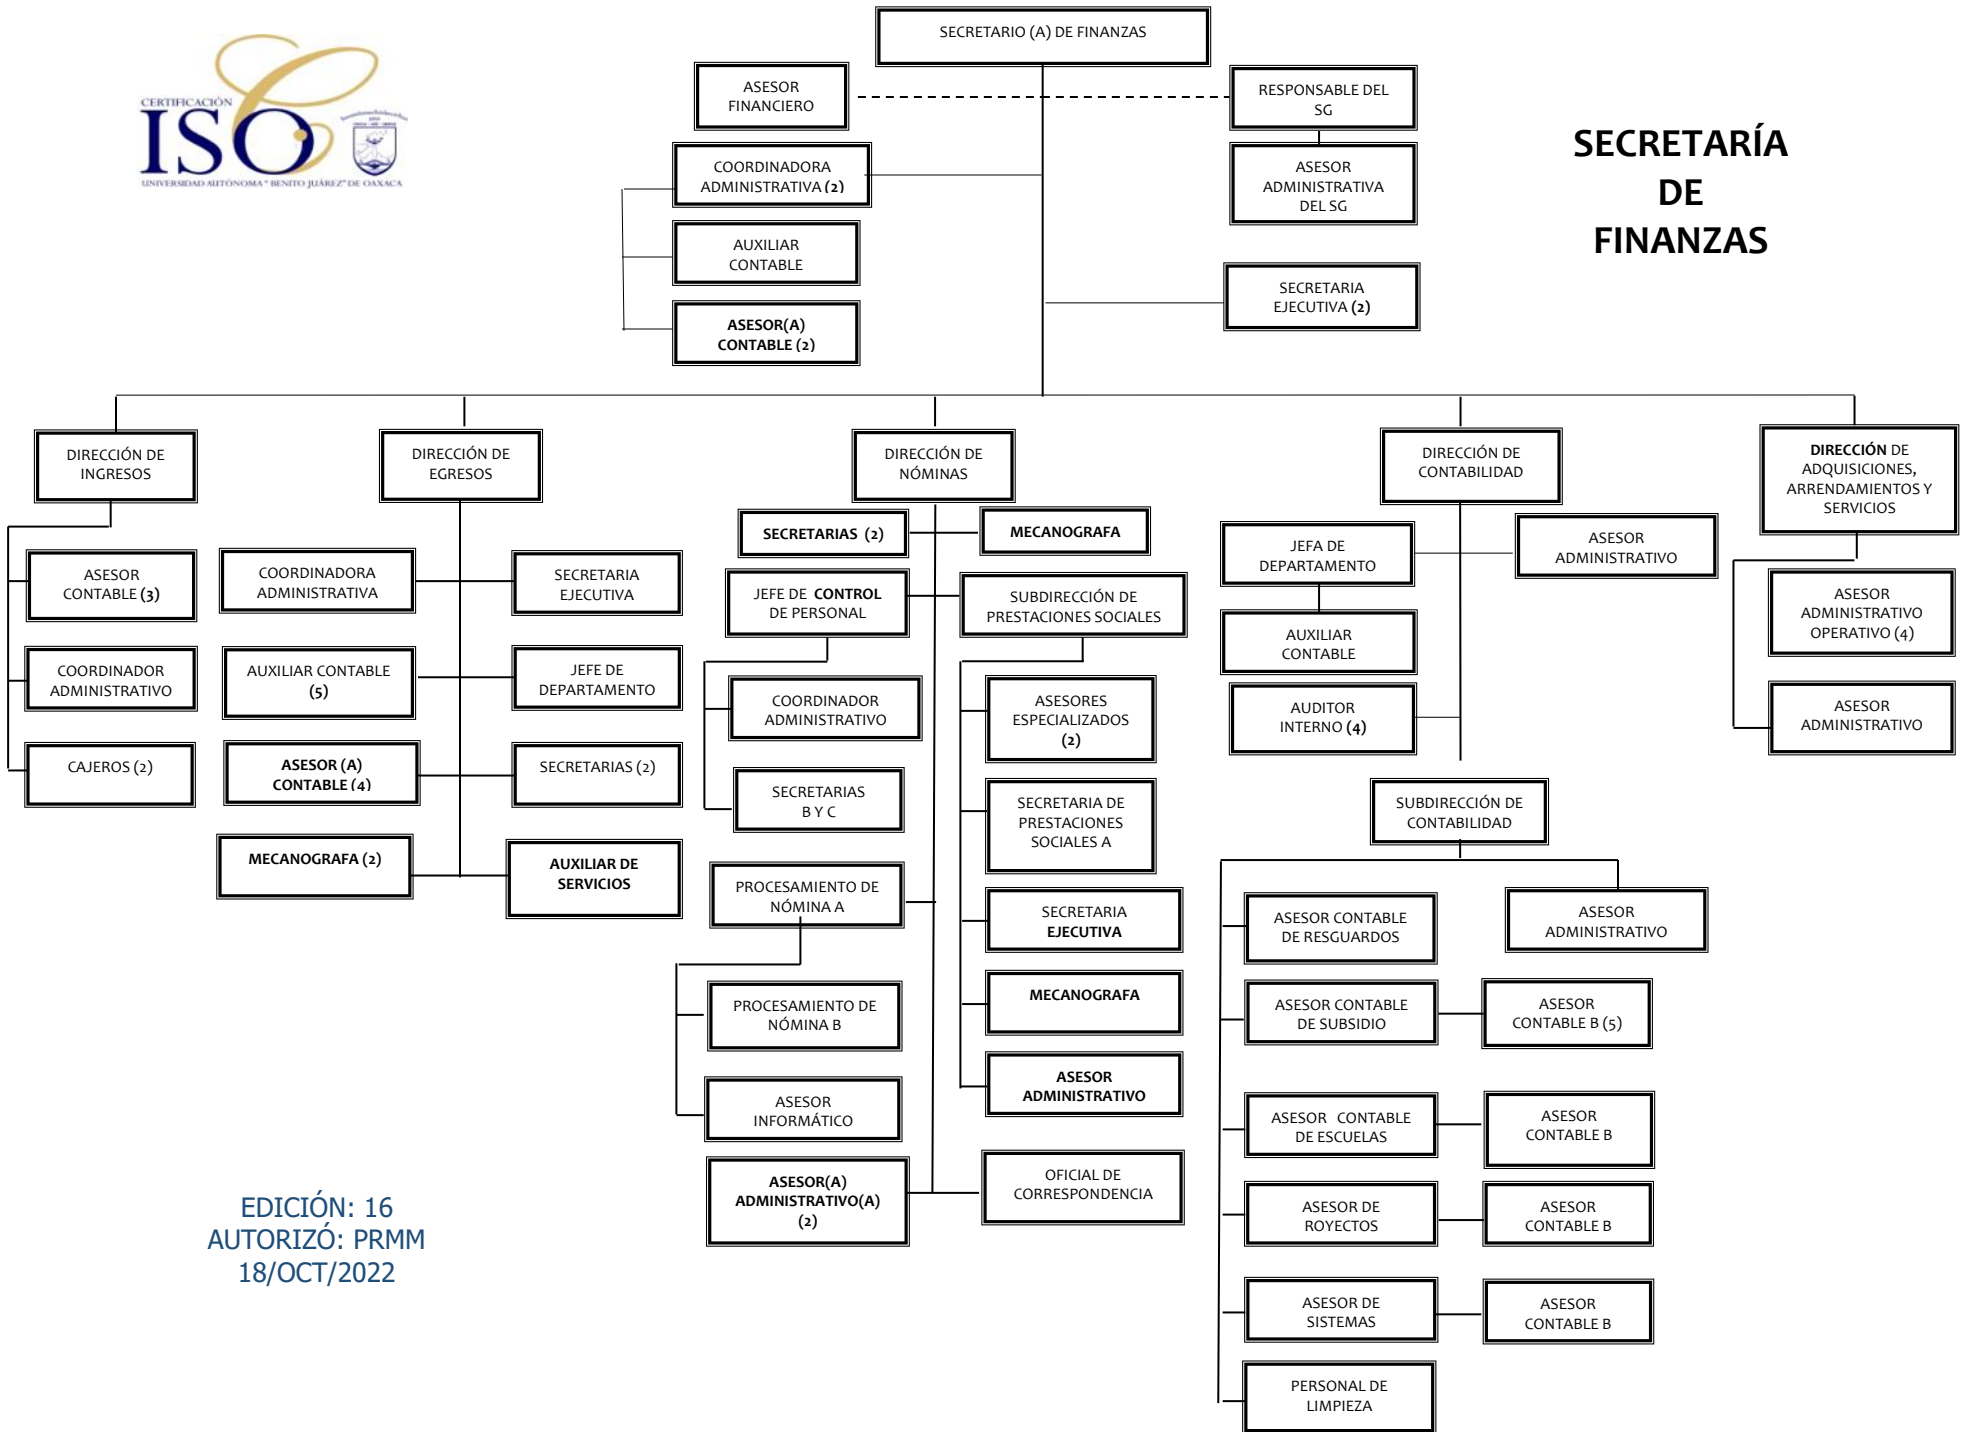 SECRETARIO (A) DE FINANZAS
CERTIFICACIÓN
ISO
UNIVERSIDAD AUTÓNOMA "BENITO JUÁREZ" DE OAXACA
ASESOR
FINANCIERO
RESPONSABLE DEL
SG
SECRETARÍA
DE
FINANZAS
COORDINADORA
ADMINISTRATIVA (2)
ASESOR
ADMINISTRATIVA
DEL SG
AUXILIAR
CONTABLE
SECRETARIA
EJECUTIVA (2)
ASESOR(A)
CONTABLE (2)
DIRECCIÓN DE
INGRESOS
ASESOR
CONTABLE (3)
COORDINADOR
ADMINISTRATIVO
CAJEROS (2)
DIRECCIÓN DE
EGRESOS
COORDINADORA
ADMINISTRATIVA
SECRETARIA
EJECUTIVA
AUXILIAR CONTABLE
(5)
JEFE DE
DEPARTAMENTO
ASESOR (A)
CONTABLE (4)
SECRETARIAS (2)
MECANOGRAFA (2)
AUXILIAR DE
SERVICIOS
DIRECCIÓN DE
NÓMINAS
SECRETARIAS (2)
MECANOGRAFA
JEFE DE CONTROL
DE PERSONAL
SUBDIRECCIÓN DE
PRESTACIONES SOCIALES
COORDINADOR
ADMINISTRATIVO
SECRETARIAS
B Y C
ASESORES
ESPECIALIZADOS
(2)
SECRETARIA DE
PRESTACIONES
SOCIALES A
SECRETARIA
EJECUTIVA
MECANOGRAFA
ASESOR
ADMINISTRATIVO
PROCESAMIENTO DE
NÓMINA A
PROCESAMIENTO DE
NÓMINA B
ASESOR
INFORMÁTICO
ASESOR(A)
ADMINISTRATIVO(A)
(2)
OFICIAL DE
CORRESPONDENCIA
DIRECCIÓN DE
CONTABILIDAD
JEFA DE
DEPARTAMENTO
ASESOR
ADMINISTRATIVO
AUXILIAR
CONTABLE
AUDITOR
INTERNO (4)
SUBDIRECCIÓN DE
CONTABILIDAD
ASESOR CONTABLE
DE RESGUARDOS
ASESOR
ADMINISTRATIVO
ASESOR CONTABLE
DE SUBSIDIO
ASESOR
CONTABLE B (5)
ASESOR CONTABLE
DE ESCUELAS
ASESOR
CONTABLE B
ASESOR DE
ROYECTOS
ASESOR
CONTABLE B
ASESOR DE
SISTEMAS
ASESOR
CONTABLE B
PERSONAL DE
LIMPIEZA
DIRECCIÓN DE
ADQUISICIONES,
ARRENDAMIENTOS Y
SERVICIOS
ASESOR
ADMINISTRATIVO
OPERATIVO (4)
ASESOR
ADMINISTRATIVO
EDICIÓN: 16
AUTORIZÓ: PRMM
18/OCT/2022